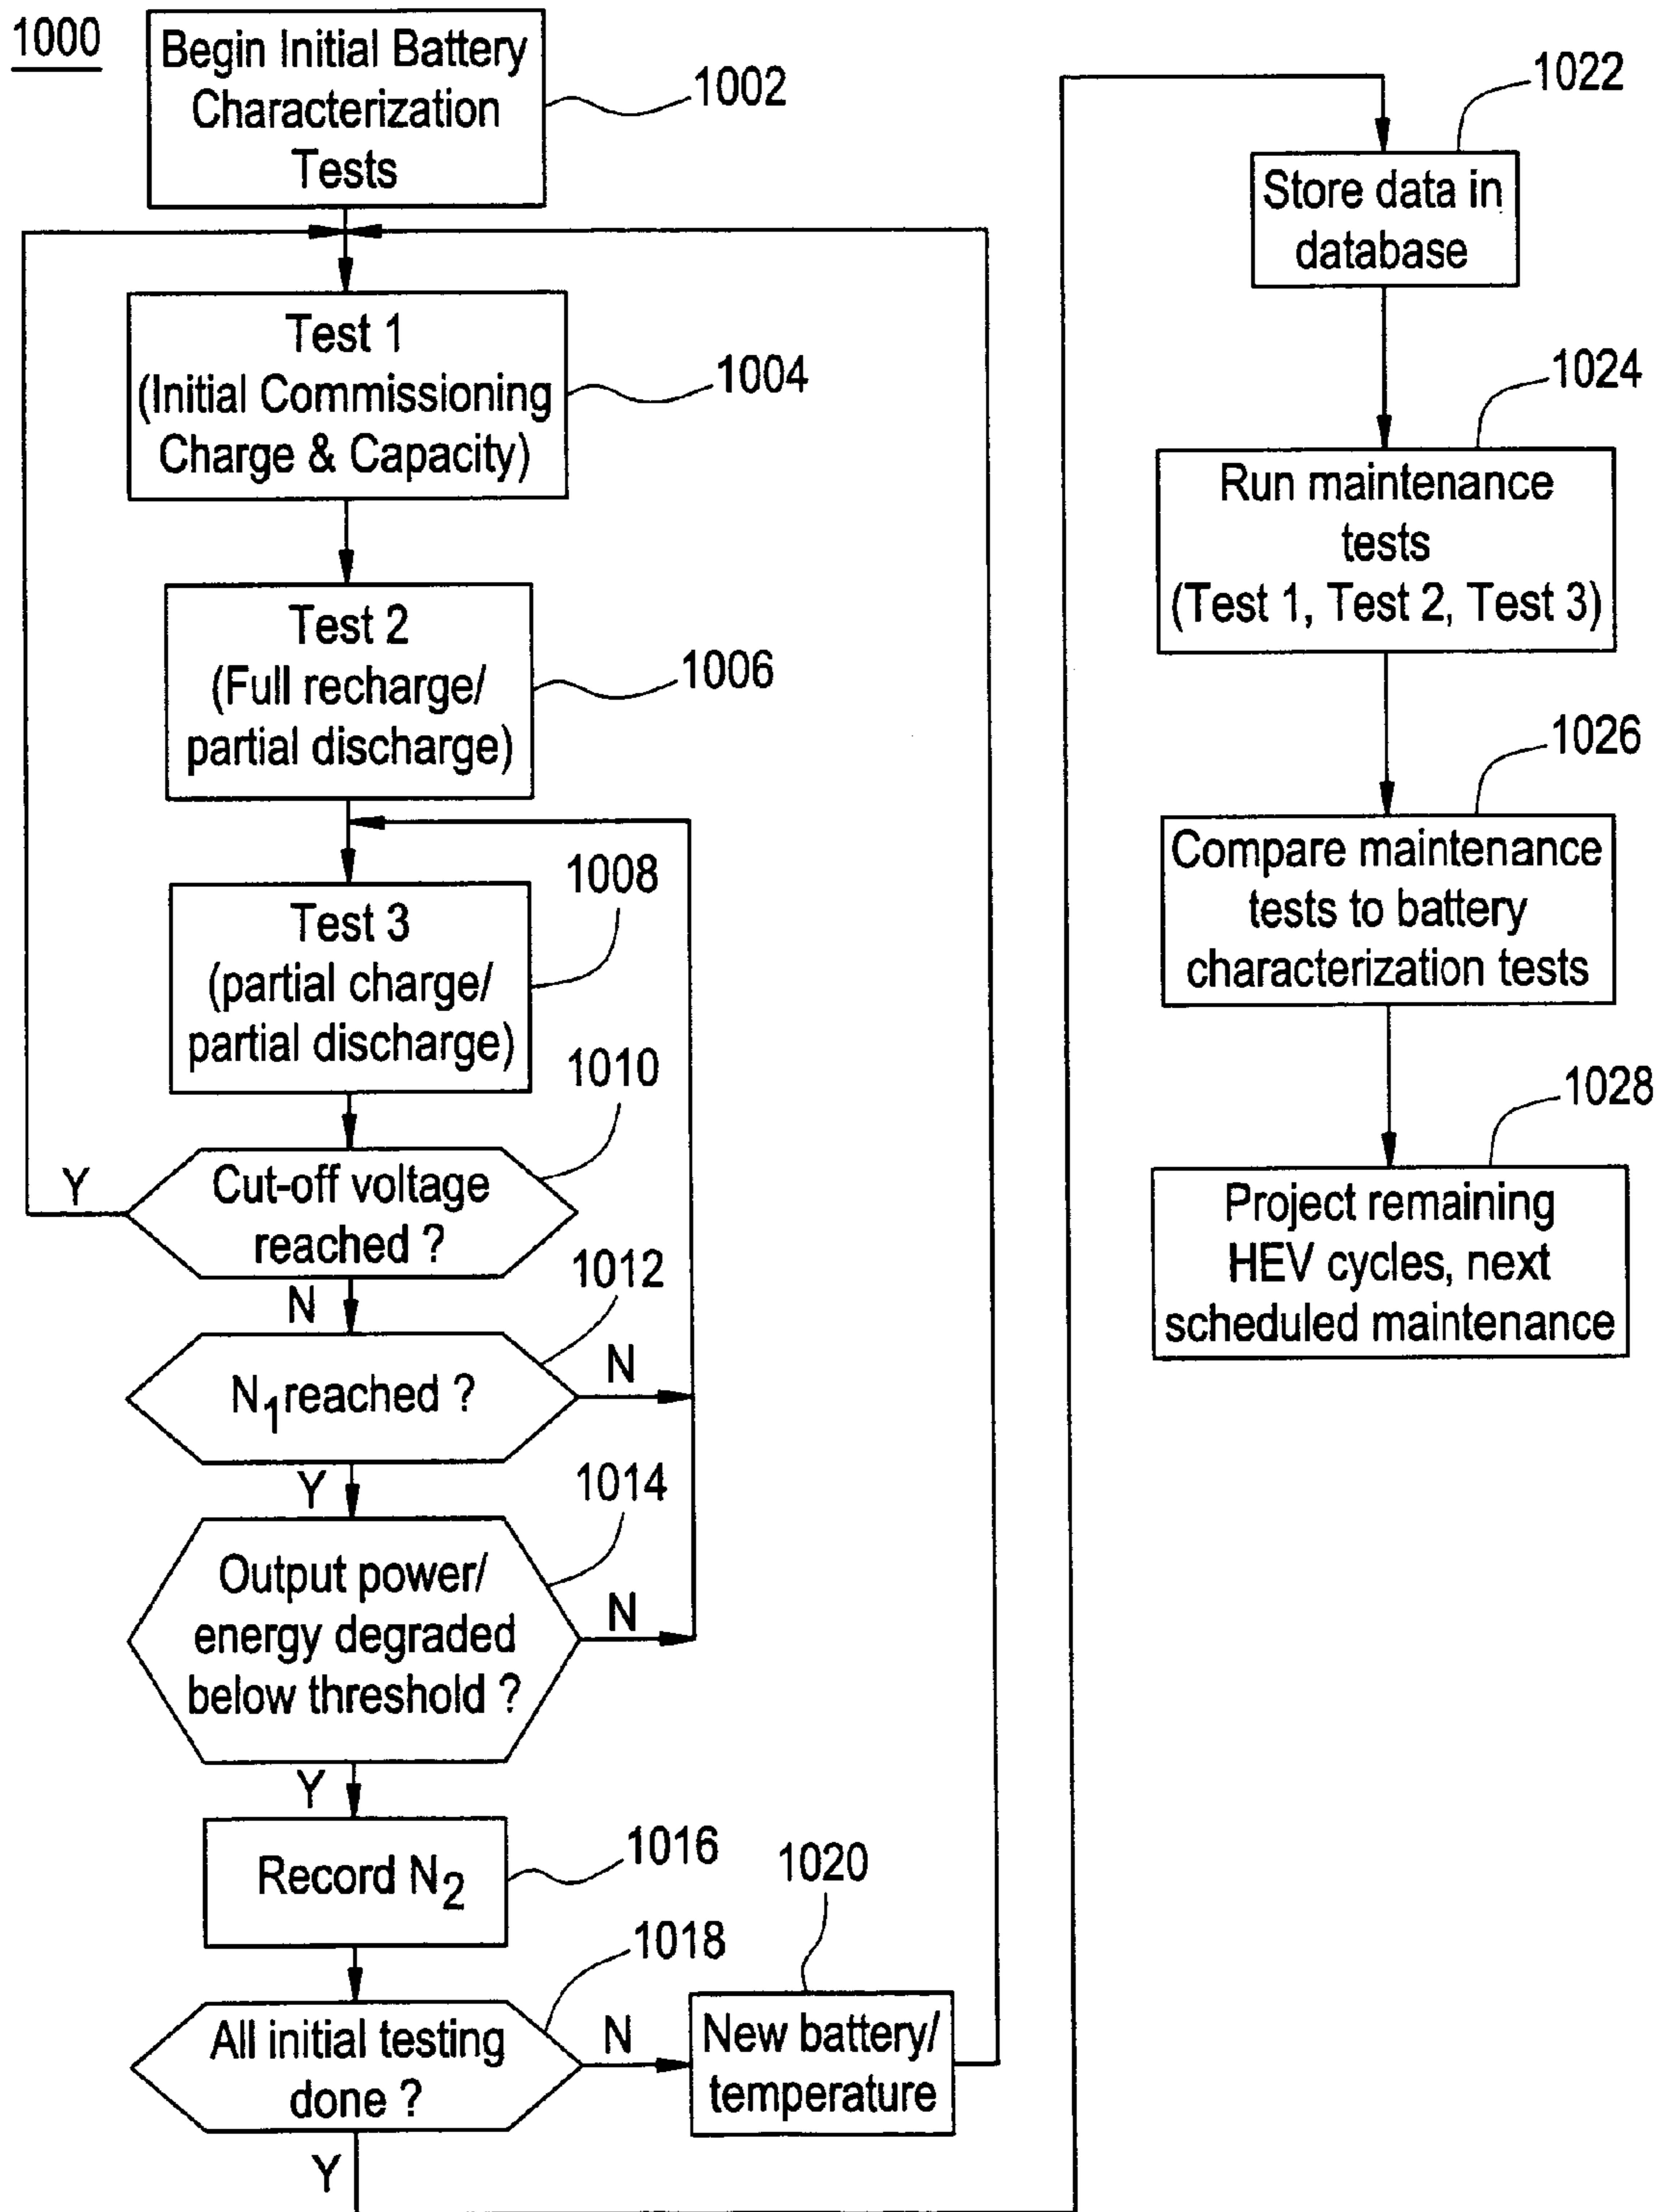 1000
Begin Initial Battery
Characterization
Tests
1002
Test 1
(Initial Commissioning
Charge & Capacity)
1004
Test 2
(Full recharge/
partial discharge)
1006
Test 3
(partial charge/
partial discharge)
1008
Cut-off voltage
reached ?
1010
Y
N
N1 reached ?
1012
N
Y
Output power/
energy degraded
below threshold ?
1014
N
Y
Record N2
1016
All initial testing
done ?
1018
N
New battery/
temperature
1020
Y
Store data in
database
1022
Run maintenance
tests
(Test 1, Test 2, Test 3)
1024
Compare maintenance
tests to battery
characterization tests
1026
Project remaining
HEV cycles, next
scheduled maintenance
1028